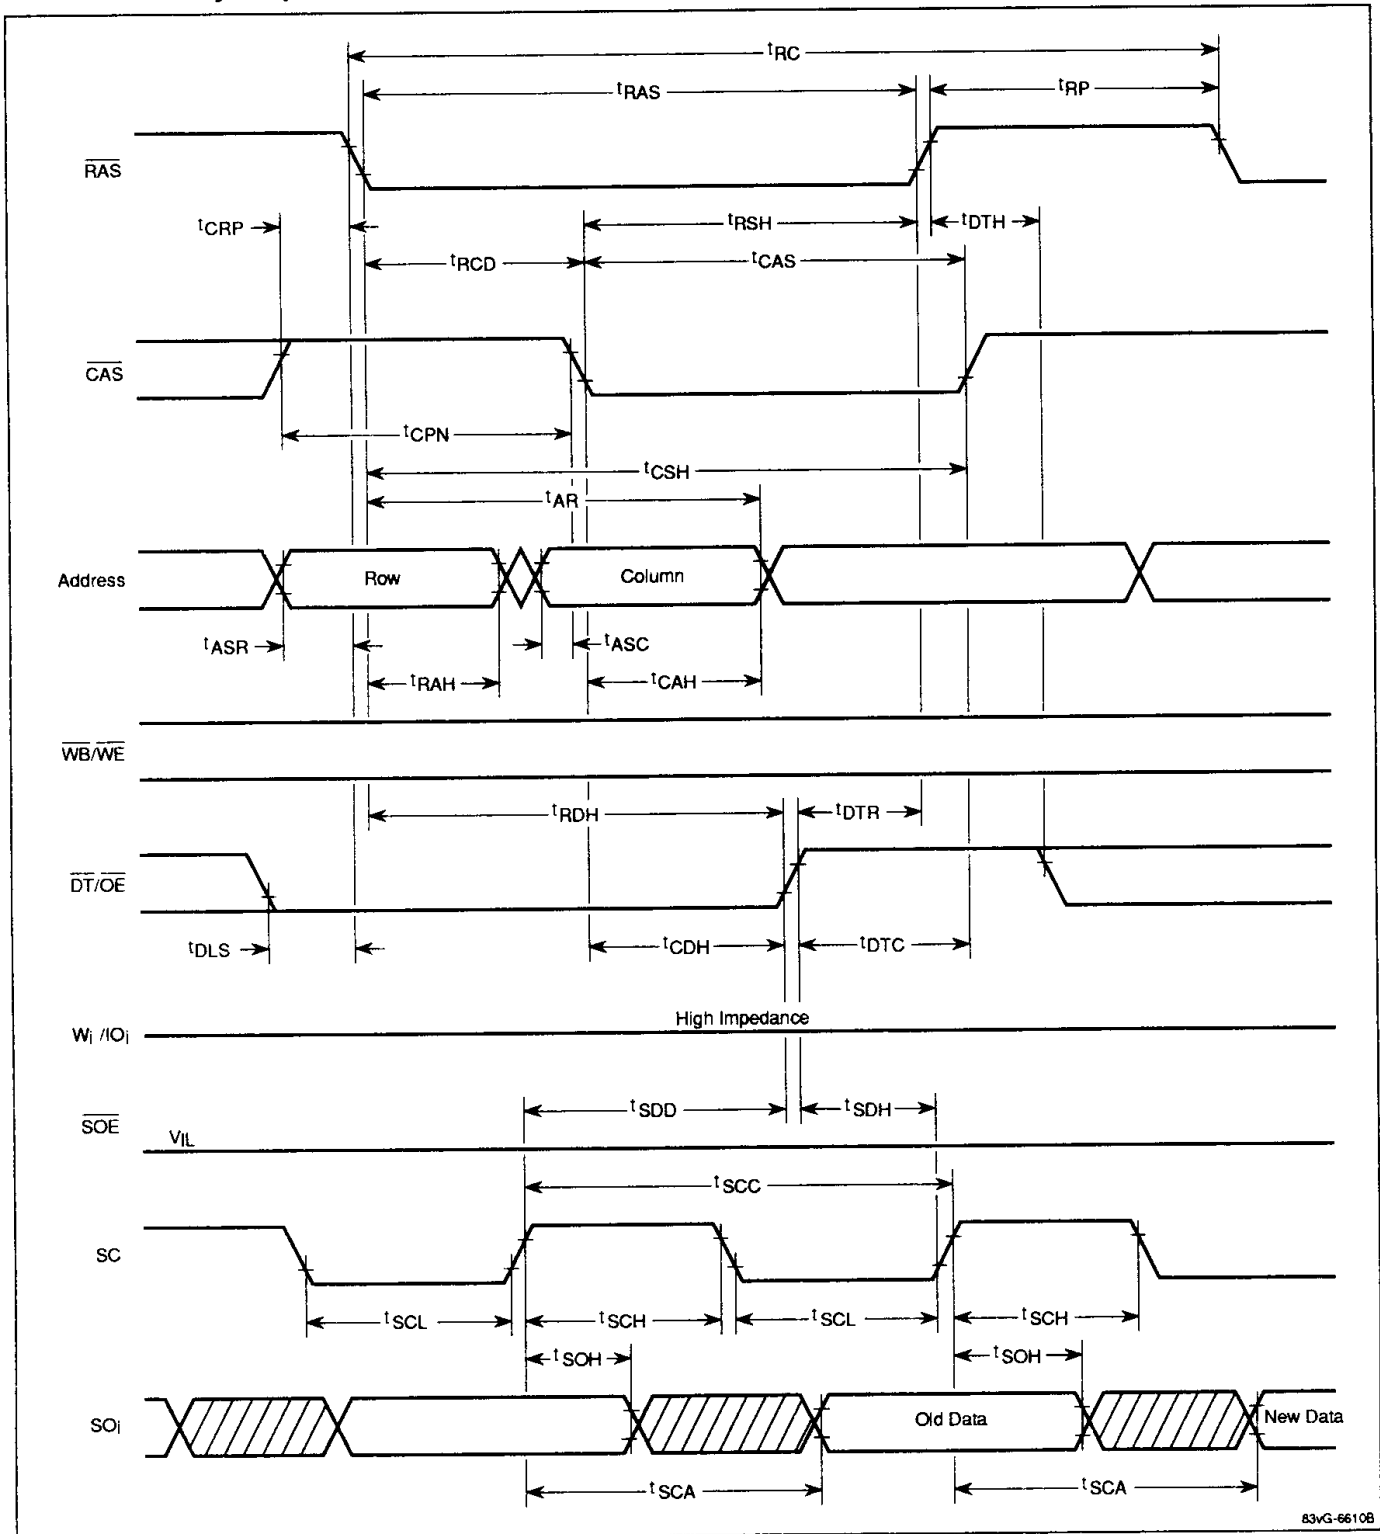 tRC
tRAS
tRP
RAS
tCRP
tRSH
tDTH
tRCD
tCAS
CAS
tCPN
tCSH
tAR
Address
Row
Column
tASR
tASC
tRAH
tCAH
WB/WE
tRDH
tDTR
DT/OE
tDLS
tCDH
tDTC
High Impedance
Wi /IOi
tSDD
tSDH
SOE
VIL
tSCC
SC
tSCL
tSCH
tSCL
tSCH
tSOH
tSOH
SOi
Old Data
New Data
tSCA
tSCA
83vG-6610B